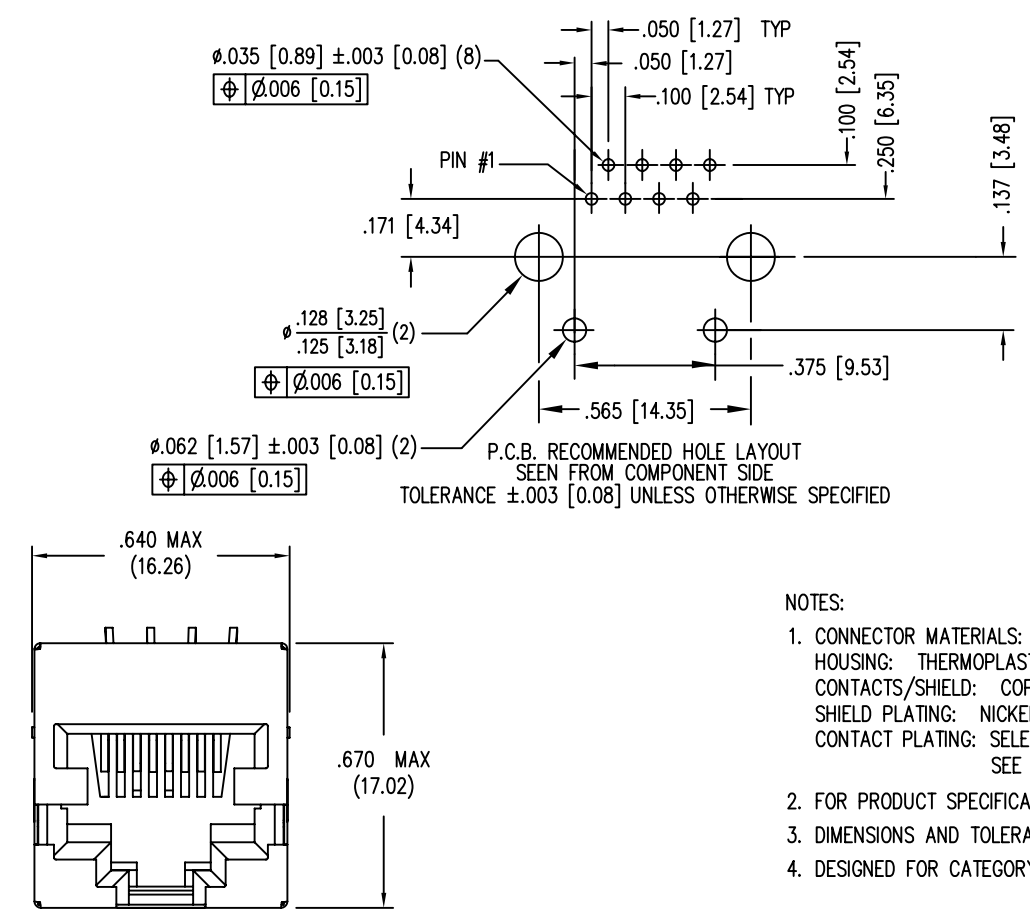 .050 [1.27] TYP
⌀.035 [0.89] ±.003 [0.08] (8)
.050 [1.27]
⌖ ⌀.006 [0.15]
.100 [2.54] TYP
.100 [2.54]
.250 [6.35]
.137 [3.48]
PIN #1
.171 [4.34]
⌀ .128 [3.25]
.125 [3.18] (2)
⌖ ⌀.006 [0.15]
.375 [9.53]
.565 [14.35]
⌀.062 [1.57] ±.003 [0.08] (2)
⌖ ⌀.006 [0.15]
P.C.B. RECOMMENDED HOLE LAYOUT
SEEN FROM COMPONENT SIDE
TOLERANCE ±.003 [0.08] UNLESS OTHERWISE SPECIFIED
.640 MAX
(16.26)
.670 MAX
(17.02)
NOTES:
1. CONNECTOR MATERIALS:
HOUSING: THERMOPLAST
CONTACTS/SHIELD: COP
SHIELD PLATING: NICKE
CONTACT PLATING: SELE
SEE
2. FOR PRODUCT SPECIFICA
3. DIMENSIONS AND TOLERA
4. DESIGNED FOR CATEGORY